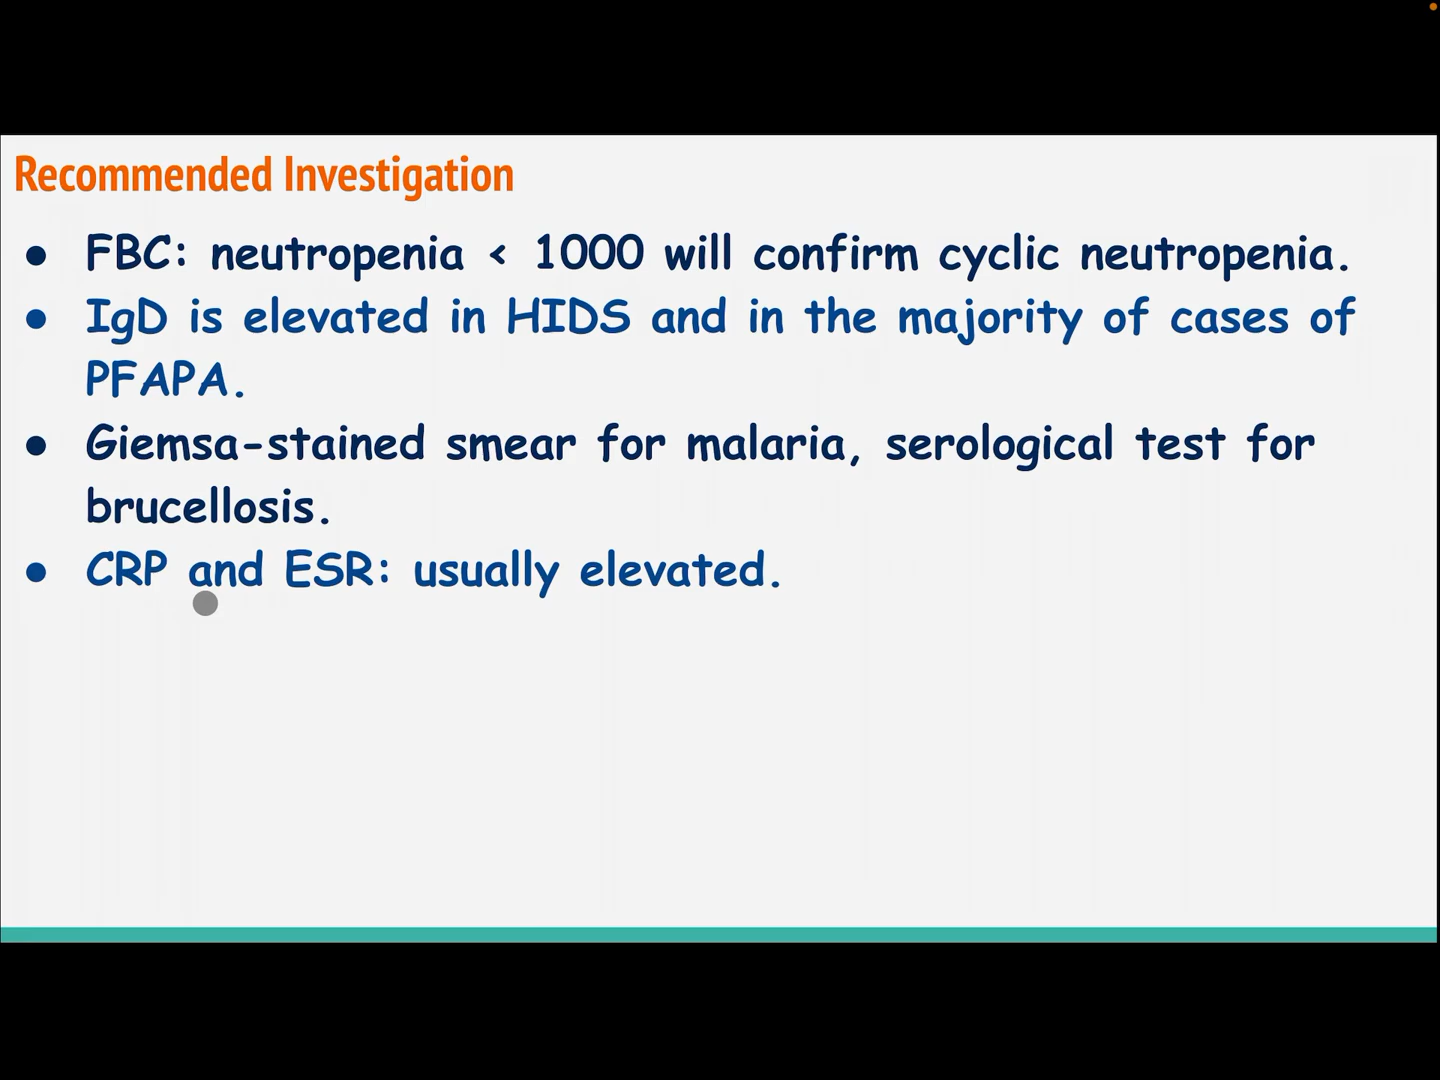 Recommended Investigation
● FBC: neutropenia < 1000 will confirm cyclic neutropenia.
● IgD is elevated in HIDS and in the majority of cases of
PFAPA.
● Giemsa-stained smear for malaria, serological test for
brucellosis.
● CRP and ESR: usually elevated.